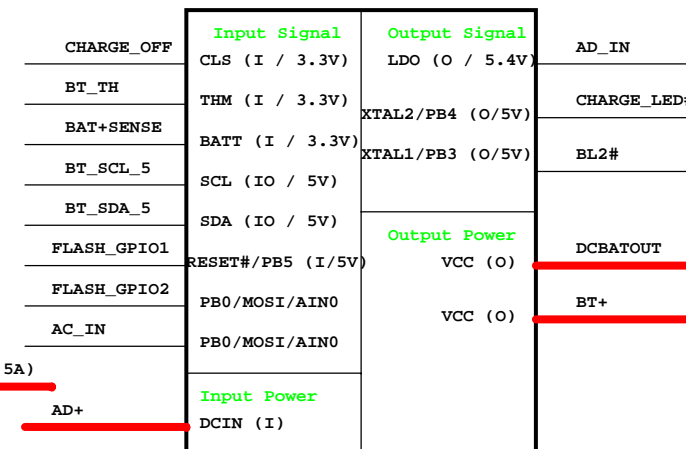 CHARGE_OFF
BT_TH
BAT+SENSE
BT_SCL_5
BT_SDA_5
FLASH_GPIO1
FLASH_GPIO2
AC_IN
5A)
AD+
Input Signal
CLS (I / 3.3V)
THM (I / 3.3V)
BATT (I / 3.3V)
SCL (IO / 5V)
SDA (IO / 5V)
RESET#/PB5 (I/5V)
PB0/MOSI/AIN0
PB0/MOSI/AIN0
Input Power
DCIN (I)
Output Signal
LDO (O / 5.4V)
XTAL2/PB4 (O/5V)
XTAL1/PB3 (O/5V)
Output Power
VCC (O)
VCC (O)
AD_IN
CHARGE_LED#
BL2#
DCBATOUT
BT+